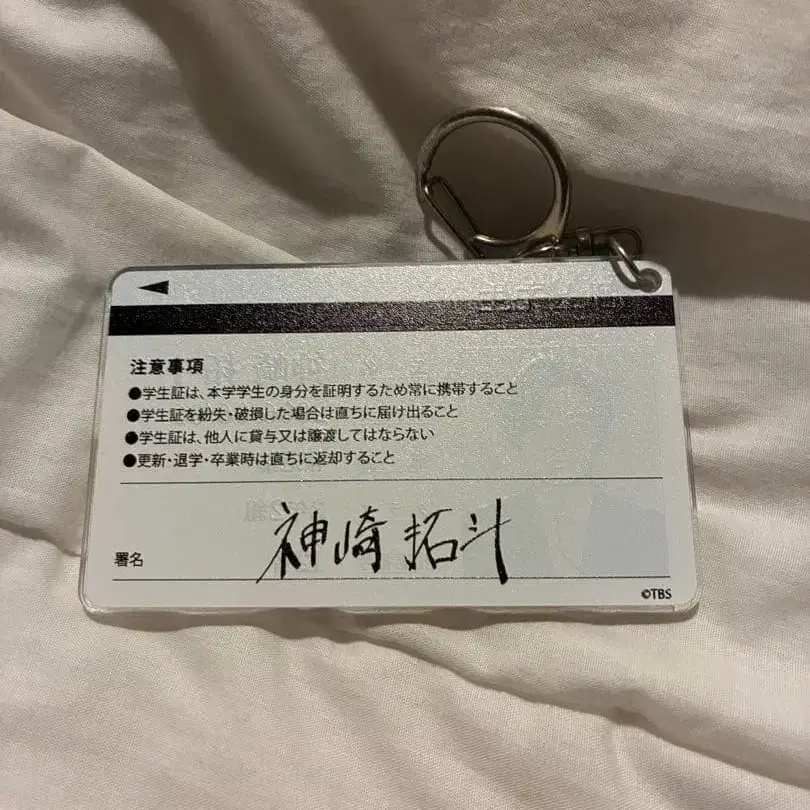 注意事項
●学生証は、本学学生の身分を証明するため常に携帯すること
●学生証を紛失・破損した場合は直ちに届け出ること
●学生証は、他人に貸与又は譲渡してはならない
●更新・退学・卒業時は直ちに返却すること
署名 神崎拓斗
©TBS